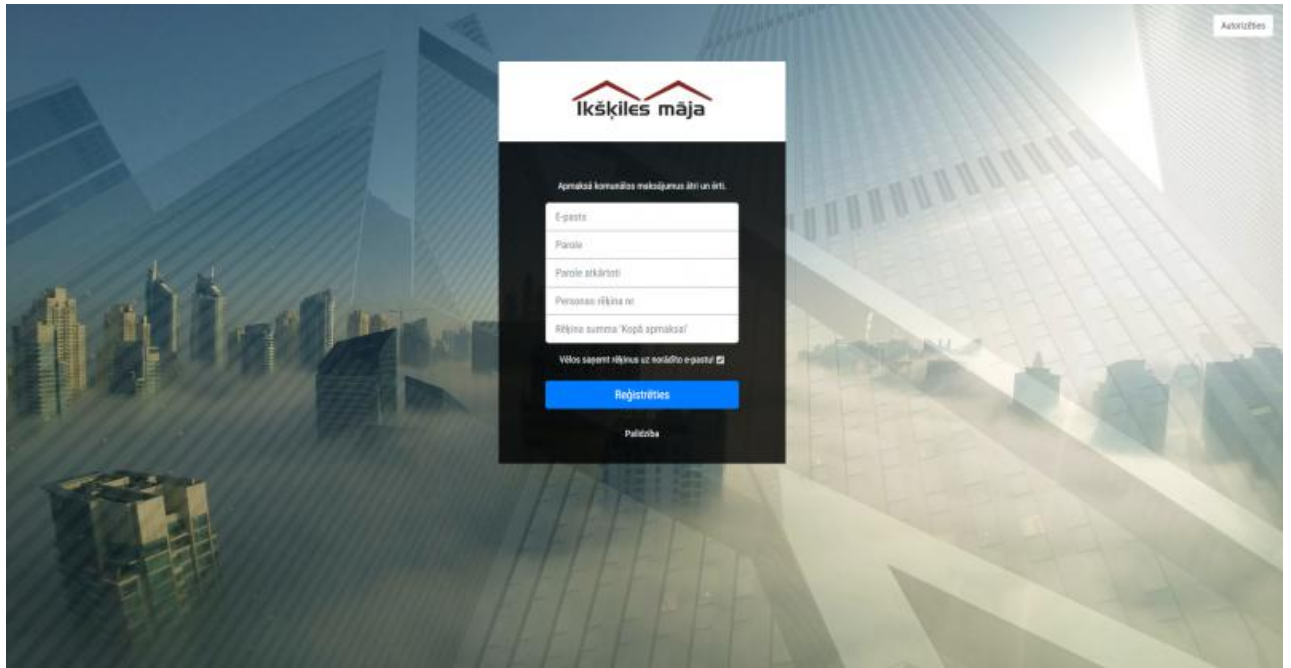 Autorizēties
Ikšķiles māja
Apmaksā komunālos maksājumus ātri un ērti.
E-pasts
Parole
Parole atkārtoti
Personas rēķina nr
Rēķina summa 'Kopā apmaksai'
Vēlos saņemt rēķinus uz norādīto e-pastu!
Reģistrēties
Palīdzība